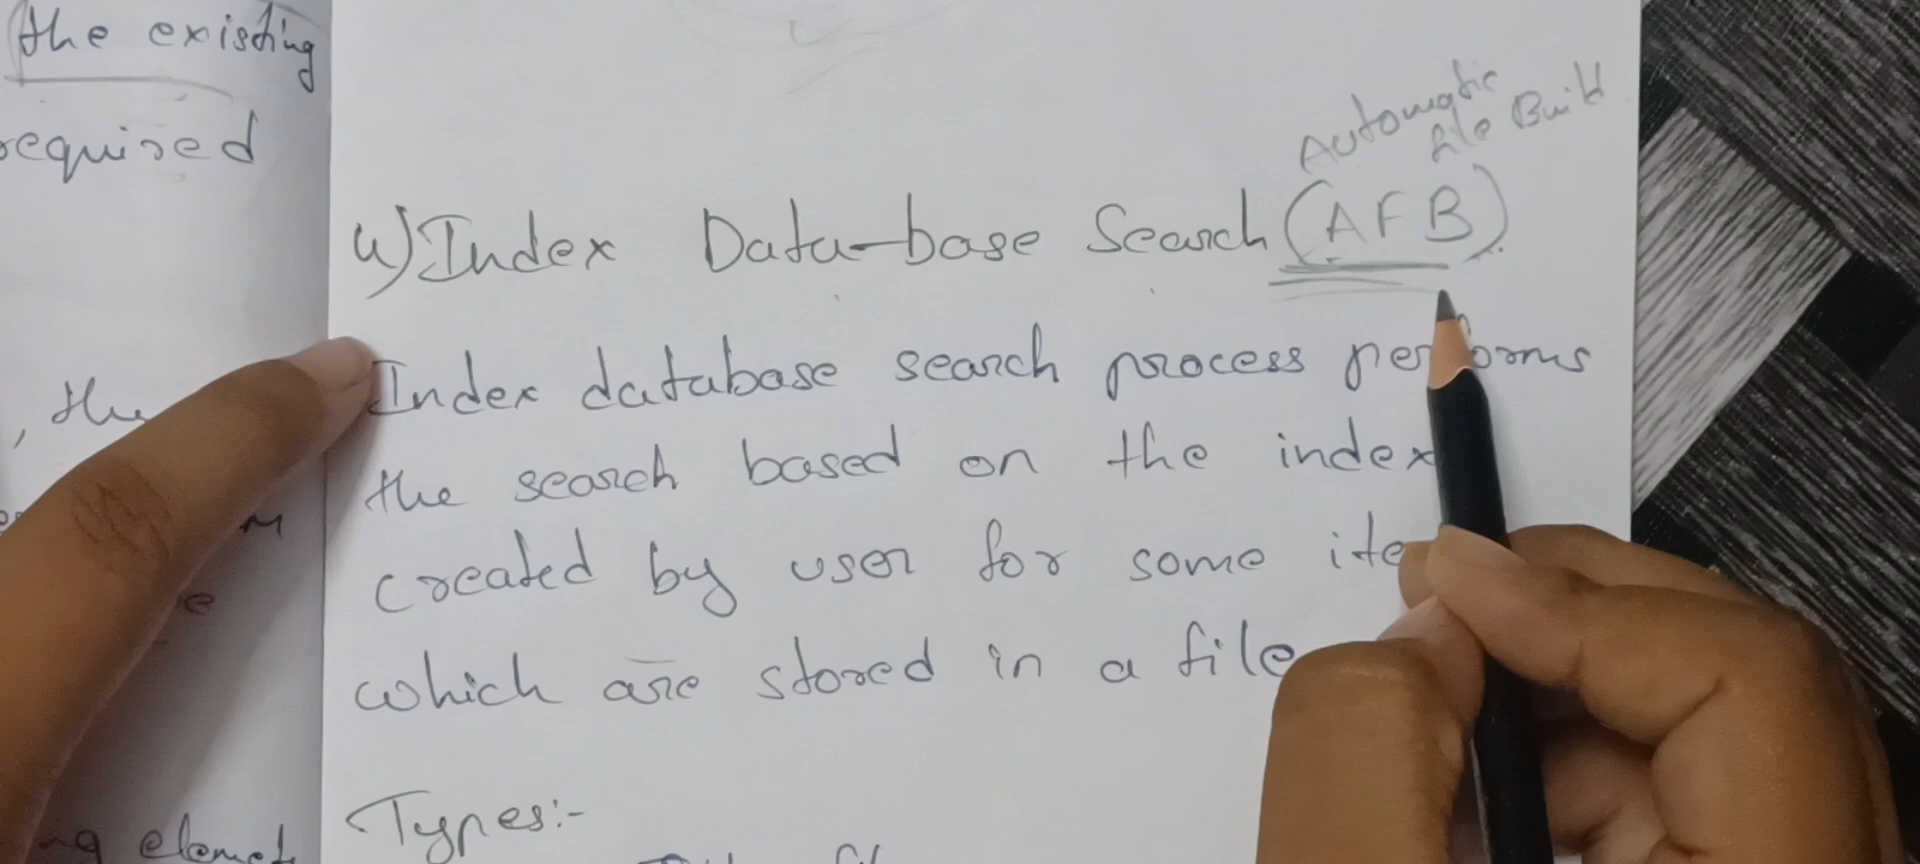 the existing
required
, the
e
Automatic
file Build
4) Index Data-base Search (AFB)
Index database search process performs
the search based on the index
created by user for some ite
which are stored in a file
Types:-